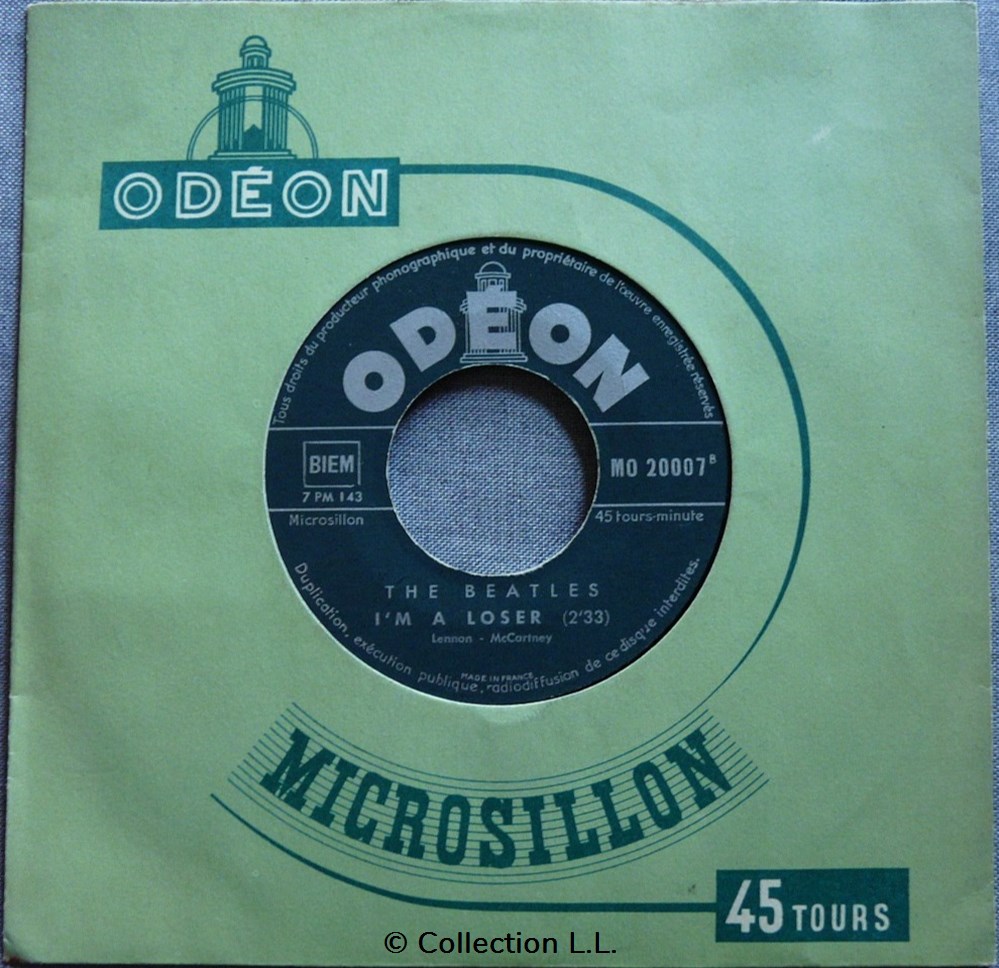 ODÉON
Tous droits du producteur phonographique et du propriétaire de l'œuvre enregistrée réservés
ODÉON
BIEM
7 PM 143
MO 20007 B
Microsillon
45 tours-minute
THE BEATLES
I'M A LOSER (2'33)
Lennon - McCartney
MADE IN FRANCE
Duplication, exécution publique, radiodiffusion de ce disque interdites.
MICROSILLON
45 TOURS
© Collection L.L.